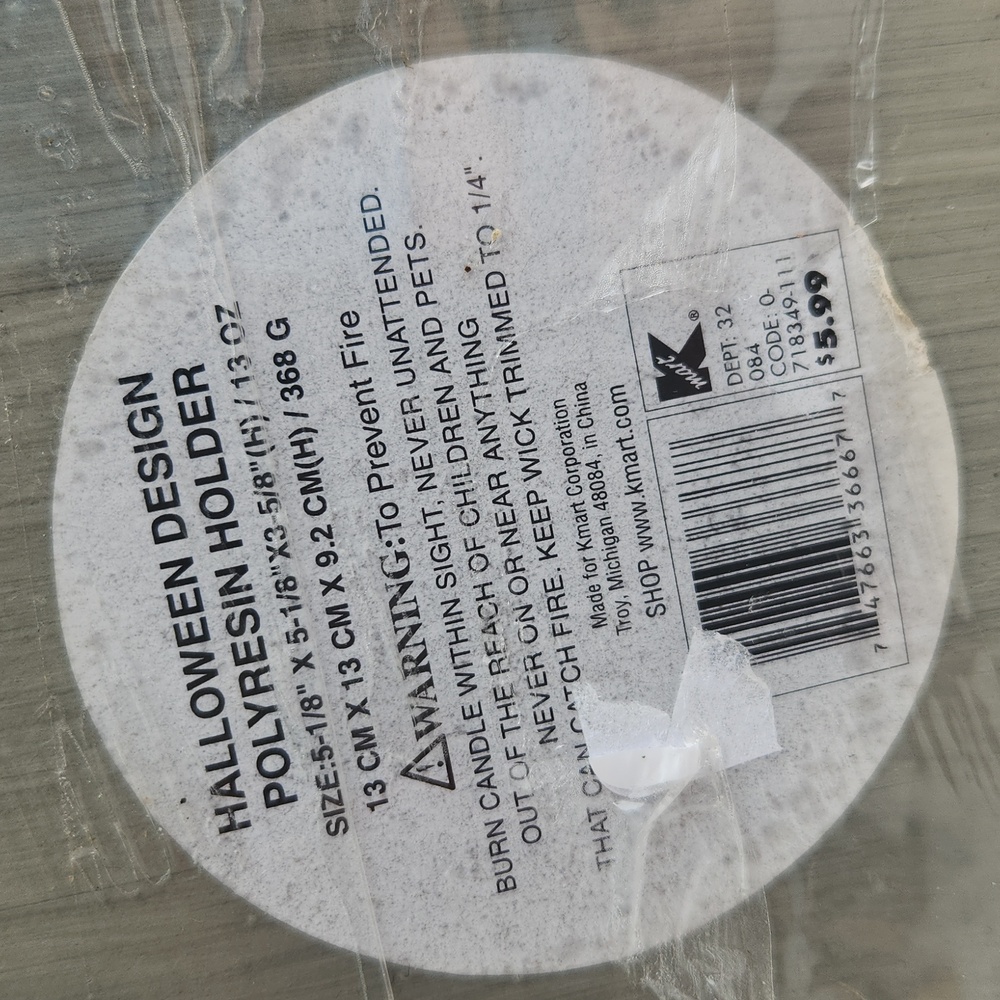 HALLOWEEN DESIGN
POLYRESIN HOLDER
SIZE:5-1/8" X 5-1/8"X3-5/8"(H) / 13 OZ
13 CM X 13 CM X 9.2 CM(H) / 368 G
⚠WARNING:To Prevent Fire
BURN CANDLE WITHIN SIGHT, NEVER UNATTENDED.
OUT OF THE REACH OF CHILDREN AND PETS.
NEVER ON OR NEAR ANYTHING
THAT CAN CATCH FIRE. KEEP WICK TRIMMED TO 1/4".
Made for Kmart Corporation
Troy, Michigan 48084, in China
SHOP www.kmart.com
K
mart®
DEPT: 32
084
CODE: 0-
718349-111
$5.99
7 47663 36667 7